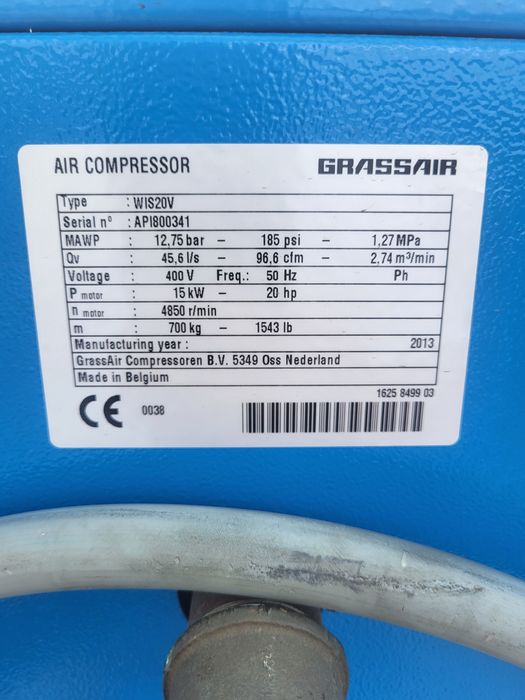 AIR COMPRESSOR GRASSAIR
Type : WIS20V
Serial n° : API800341
MAWP : 12,75 bar – 185 psi – 1,27 MPa
Qv : 45,6 l/s – 96,6 cfm – 2,74 m³/min
Voltage : 400 V Freq.: 50 Hz Ph
P motor : 15 kW – 20 hp
n motor : 4850 r/min
m : 700 kg – 1543 lb
Manufacturing year : 2013
GrassAir Compressoren B.V. 5349 Oss Nederland
Made in Belgium
1625 8499 03
CE 0038